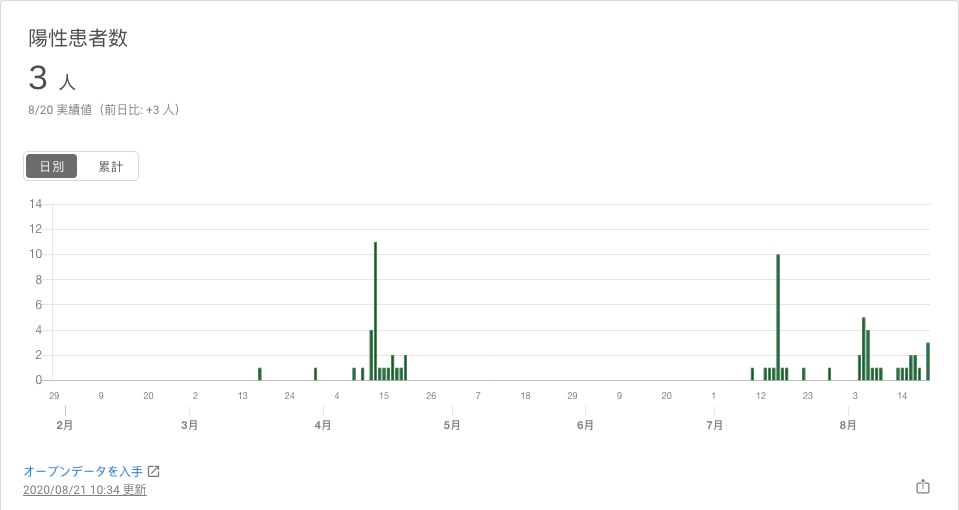 陽性患者数
3 人
8/20 実績値（前日比: +3 人）
日別 累計
14
12
10
8
6
4
2
0
29 9 20 2 13 24 4 15 26 7 18 29 9 20 1 12 23 3 14
2月 3月 4月 5月 6月 7月 8月
オープンデータを入手
2020/08/21 10:34 更新